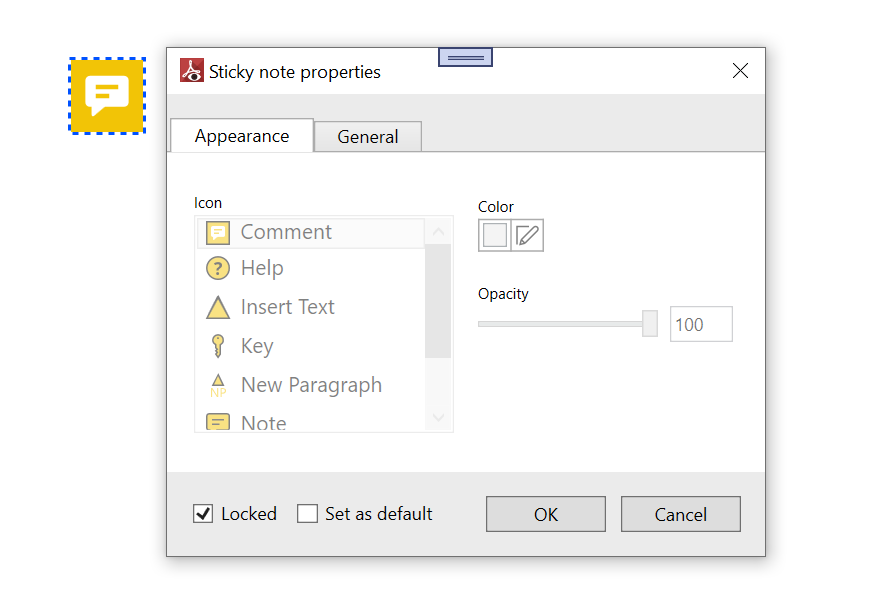 Sticky note properties
Appearance
General
Icon
Comment
? Help
Insert Text
Key
NP New Paragraph
Note
Color
Opacity
100
Locked
Set as default
OK
Cancel